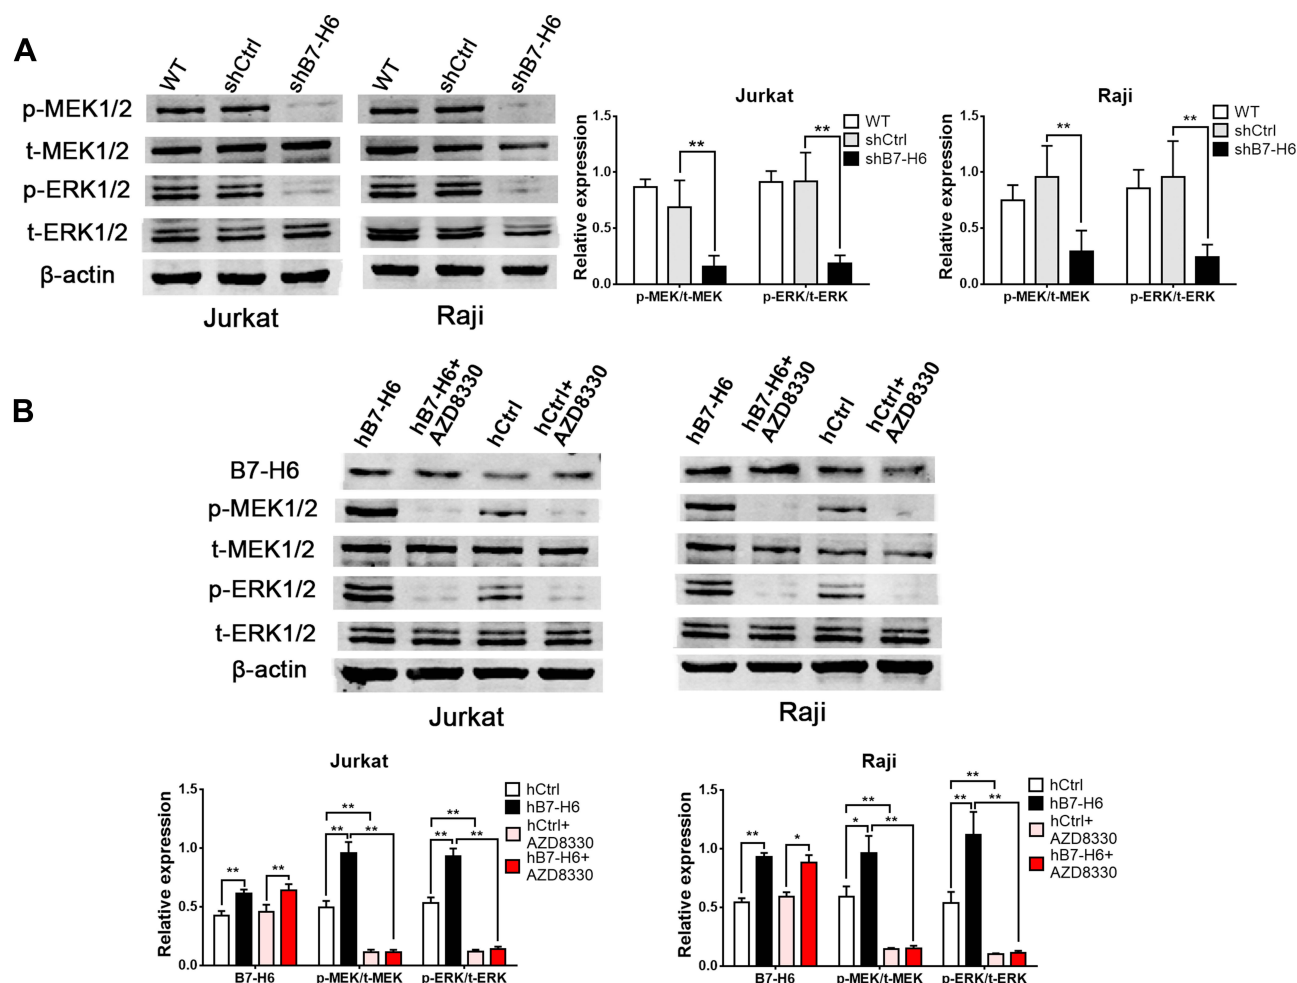 A
WT
shCtrl
shB7-H6
WT
shCtrl
shB7-H6
p-MEK1/2
t-MEK1/2
p-ERK1/2
t-ERK1/2
β-actin
Jurkat
Raji
Jurkat
Relative expression
1.5
1.0
0.5
0.0
**
**
WT
shCtrl
shB7-H6
p-MEK/t-MEK
p-ERK/t-ERK
Raji
Relative expression
1.5
1.0
0.5
0.0
**
**
WT
shCtrl
shB7-H6
p-MEK/t-MEK
p-ERK/t-ERK
B
hB7-H6
hB7-H6+
AZD8330
hCtrl
hCtrl+
AZD8330
hB7-H6
hB7-H6+
AZD8330
hCtrl
hCtrl+
AZD8330
B7-H6
p-MEK1/2
t-MEK1/2
p-ERK1/2
t-ERK1/2
β-actin
Jurkat
Raji
Jurkat
Relative expression
1.5
1.0
0.5
0.0
**
**
**
**
**
**
**
**
hCtrl
hB7-H6
hCtrl+
AZD8330
hB7-H6+
AZD8330
B7-H6
p-MEK/t-MEK
p-ERK/t-ERK
Raji
Relative expression
1.5
1.0
0.5
0.0
**
*
**
*
**
**
**
**
hCtrl
hB7-H6
hCtrl+
AZD8330
hB7-H6+
AZD8330
B7-H6
p-MEK/t-MEK
p-ERK/t-ERK